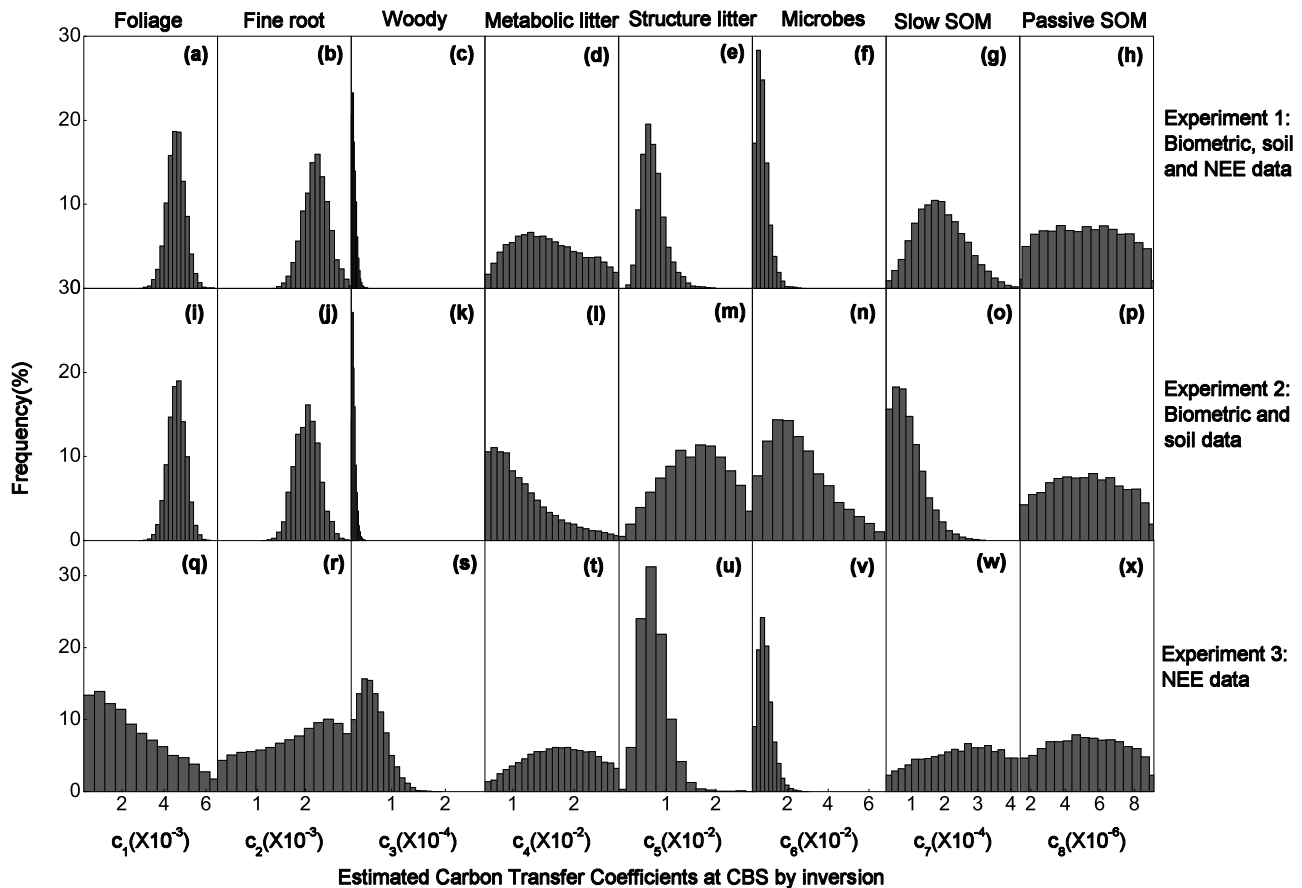 Foliage Fine root Woody Metabolic litter Structure litter Microbes Slow SOM Passive SOM
30 (a) (b) (c) (d) (e) (f) (g) (h)
20
10
Experiment 1:
Biometric, soil
and NEE data
30 (i) (j) (k) (l) (m) (n) (o) (p)
20
10
0
Experiment 2:
Biometric and
soil data
Frequency(%)
(q) (r) (s) (t) (u) (v) (w) (x)
30
20
10
0
Experiment 3:
NEE data
2 4 6 1 2 1 2 1 2 1 2 2 4 6 1 2 3 4 2 4 6 8
c₁(X10⁻³) c₂(X10⁻³) c₃(X10⁻⁴) c₄(X10⁻²) c₅(X10⁻²) c₆(X10⁻²) c₇(X10⁻⁴) c₈(X10⁻⁶)
Estimated Carbon Transfer Coefficients at CBS by inversion